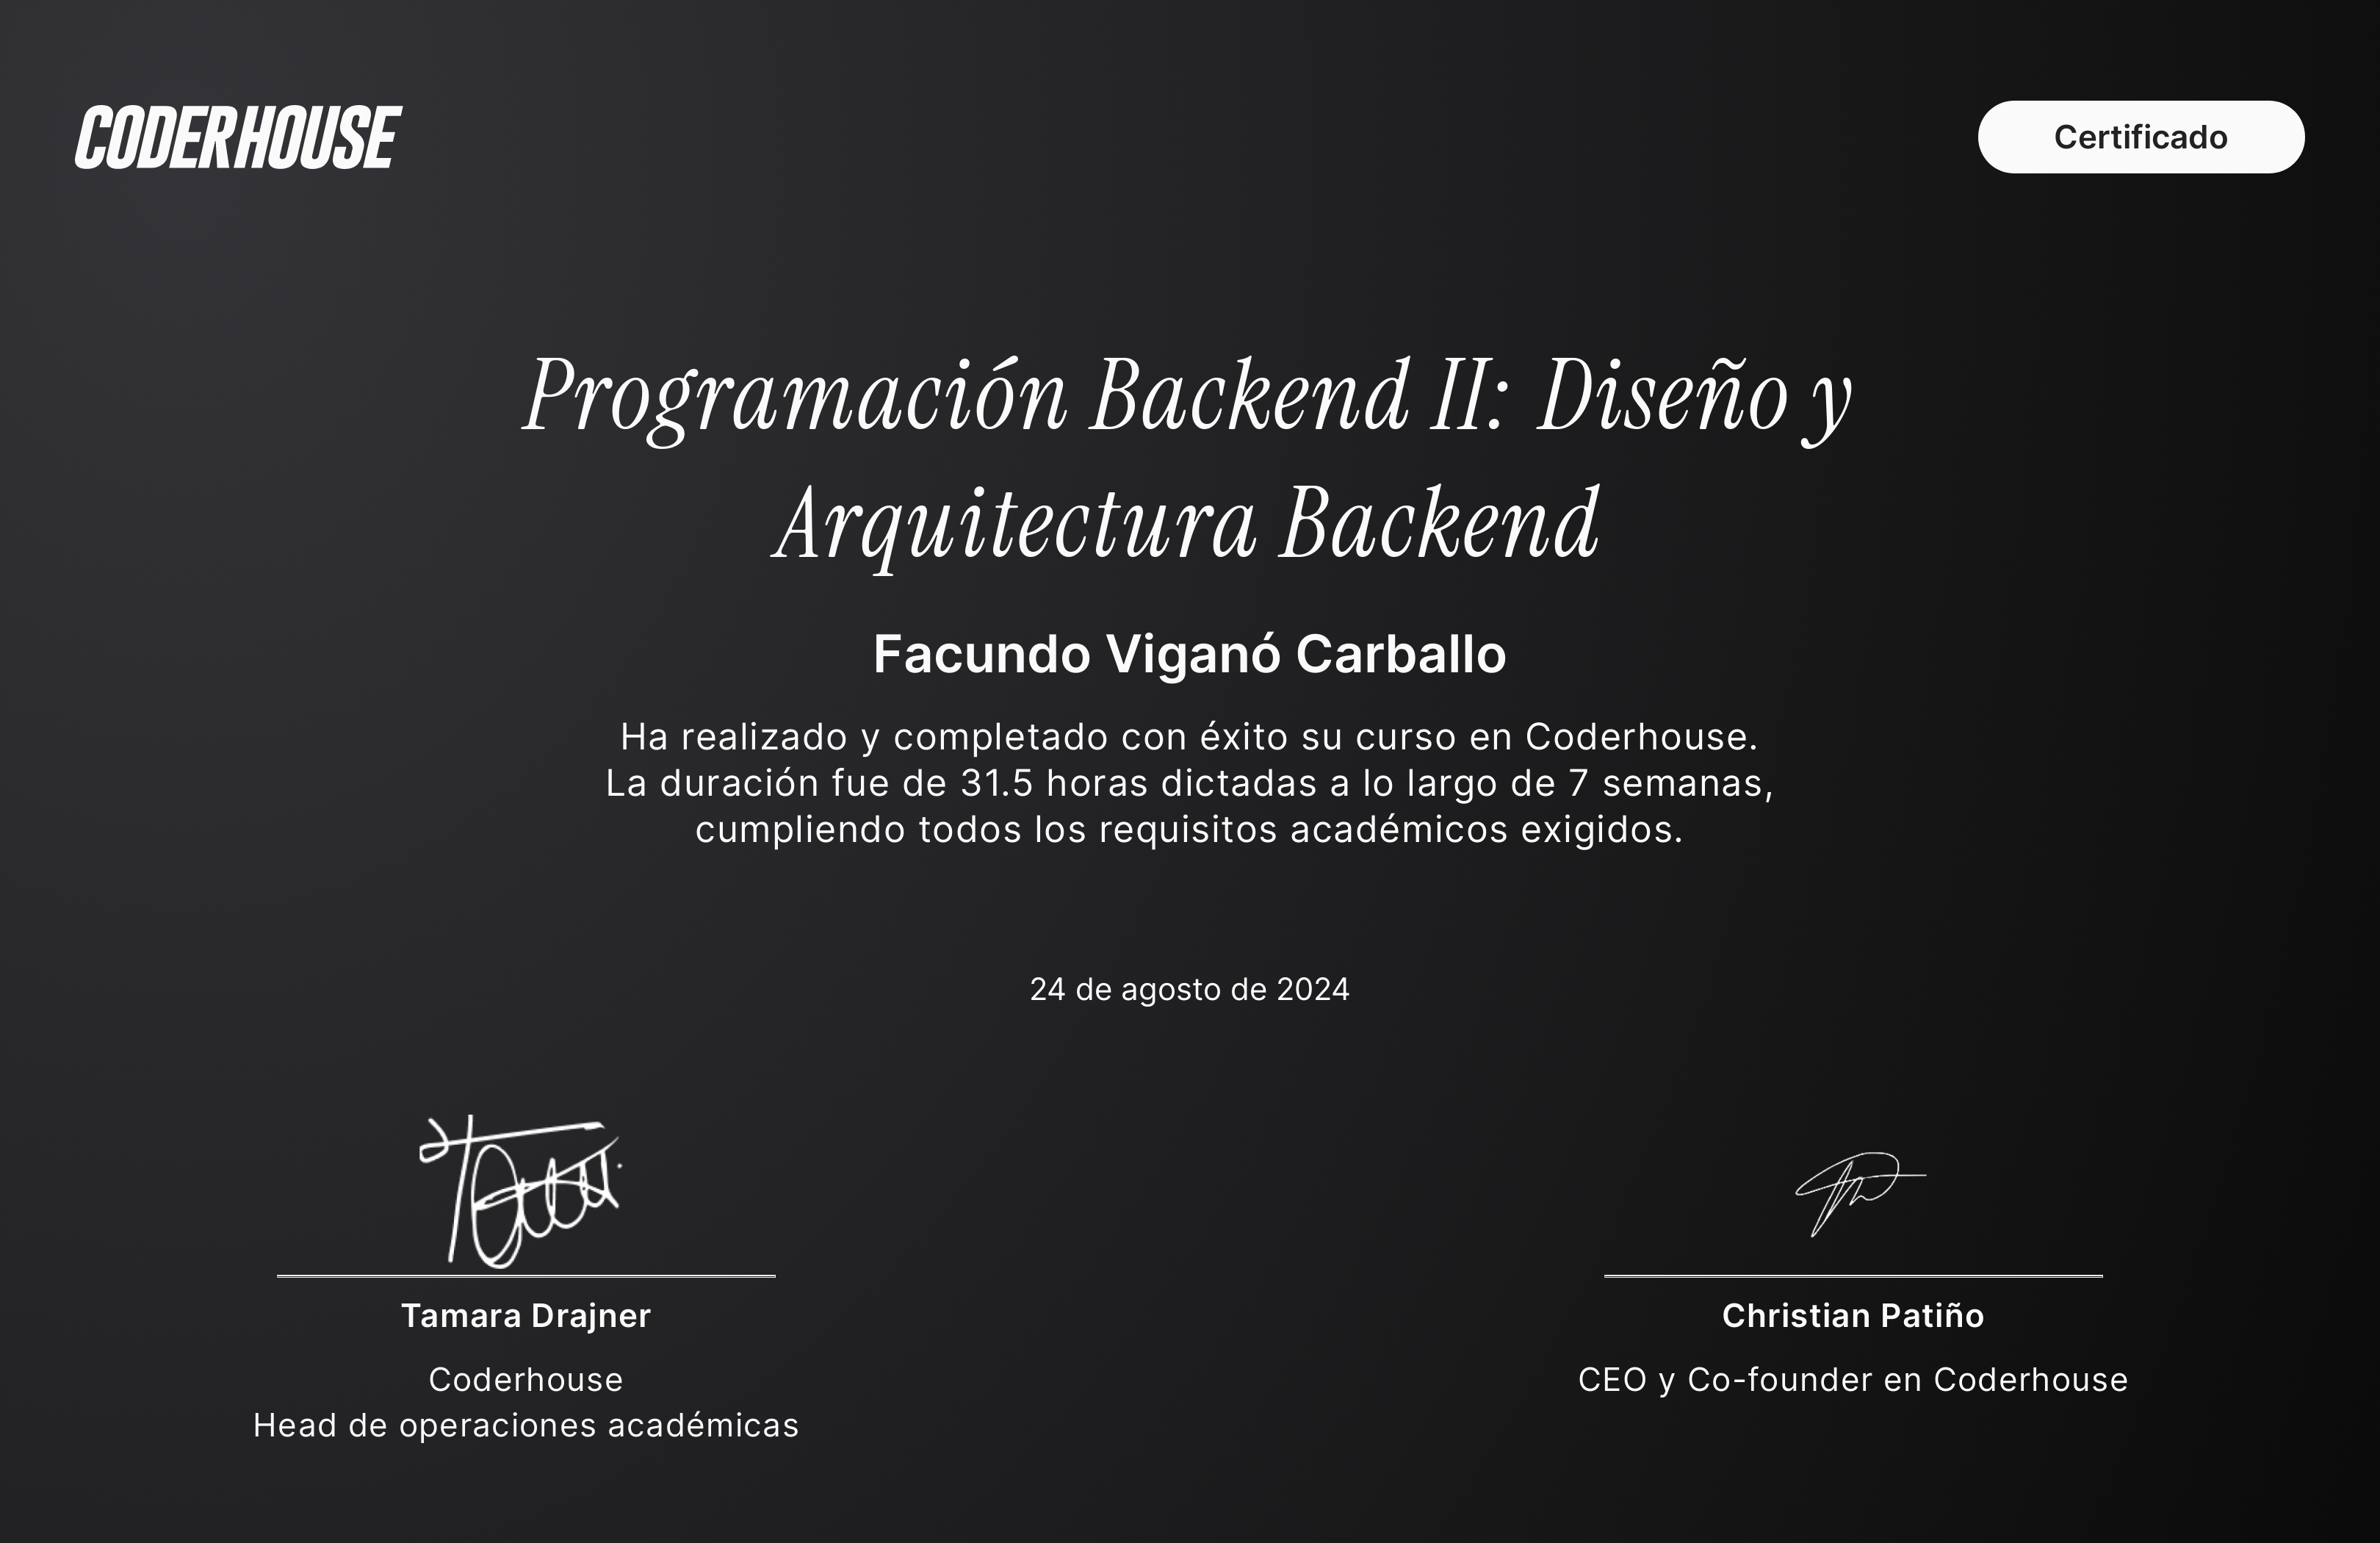 CODERHOUSE
Certificado
Programación Backend II: Diseño y
Arquitectura Backend
Facundo Viganó Carballo
Ha realizado y completado con éxito su curso en Coderhouse.
La duración fue de 31.5 horas dictadas a lo largo de 7 semanas,
cumpliendo todos los requisitos académicos exigidos.
24 de agosto de 2024
Tamara Drajner
Coderhouse
Head de operaciones académicas
Christian Patiño
CEO y Co-founder en Coderhouse